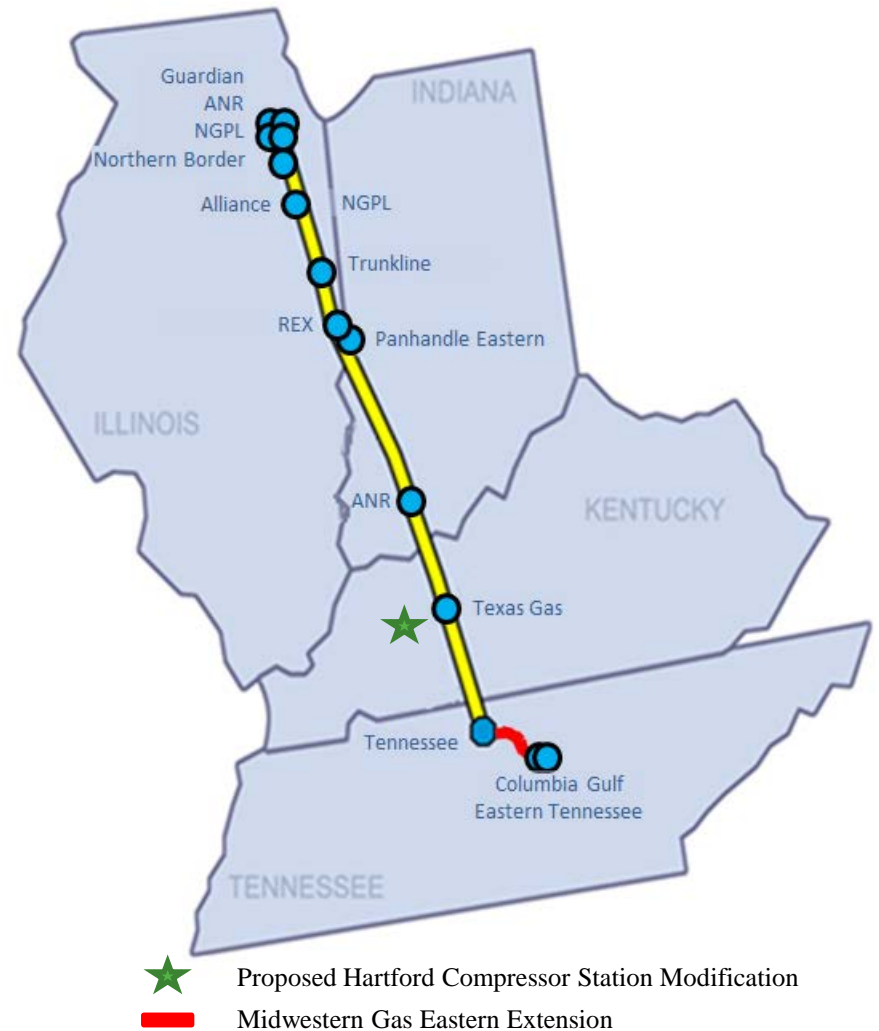 Guardian
INDIANA
ANR
NGPL
Northern Border
Alliance
NGPL
Trunkline
REX
Panhandle Eastern
ILLINOIS
ANR
KENTUCKY
Texas Gas
Tennessee
Columbia Gulf
Eastern Tennessee
TENNESSEE
Proposed Hartford Compressor Station Modification
Midwestern Gas Eastern Extension